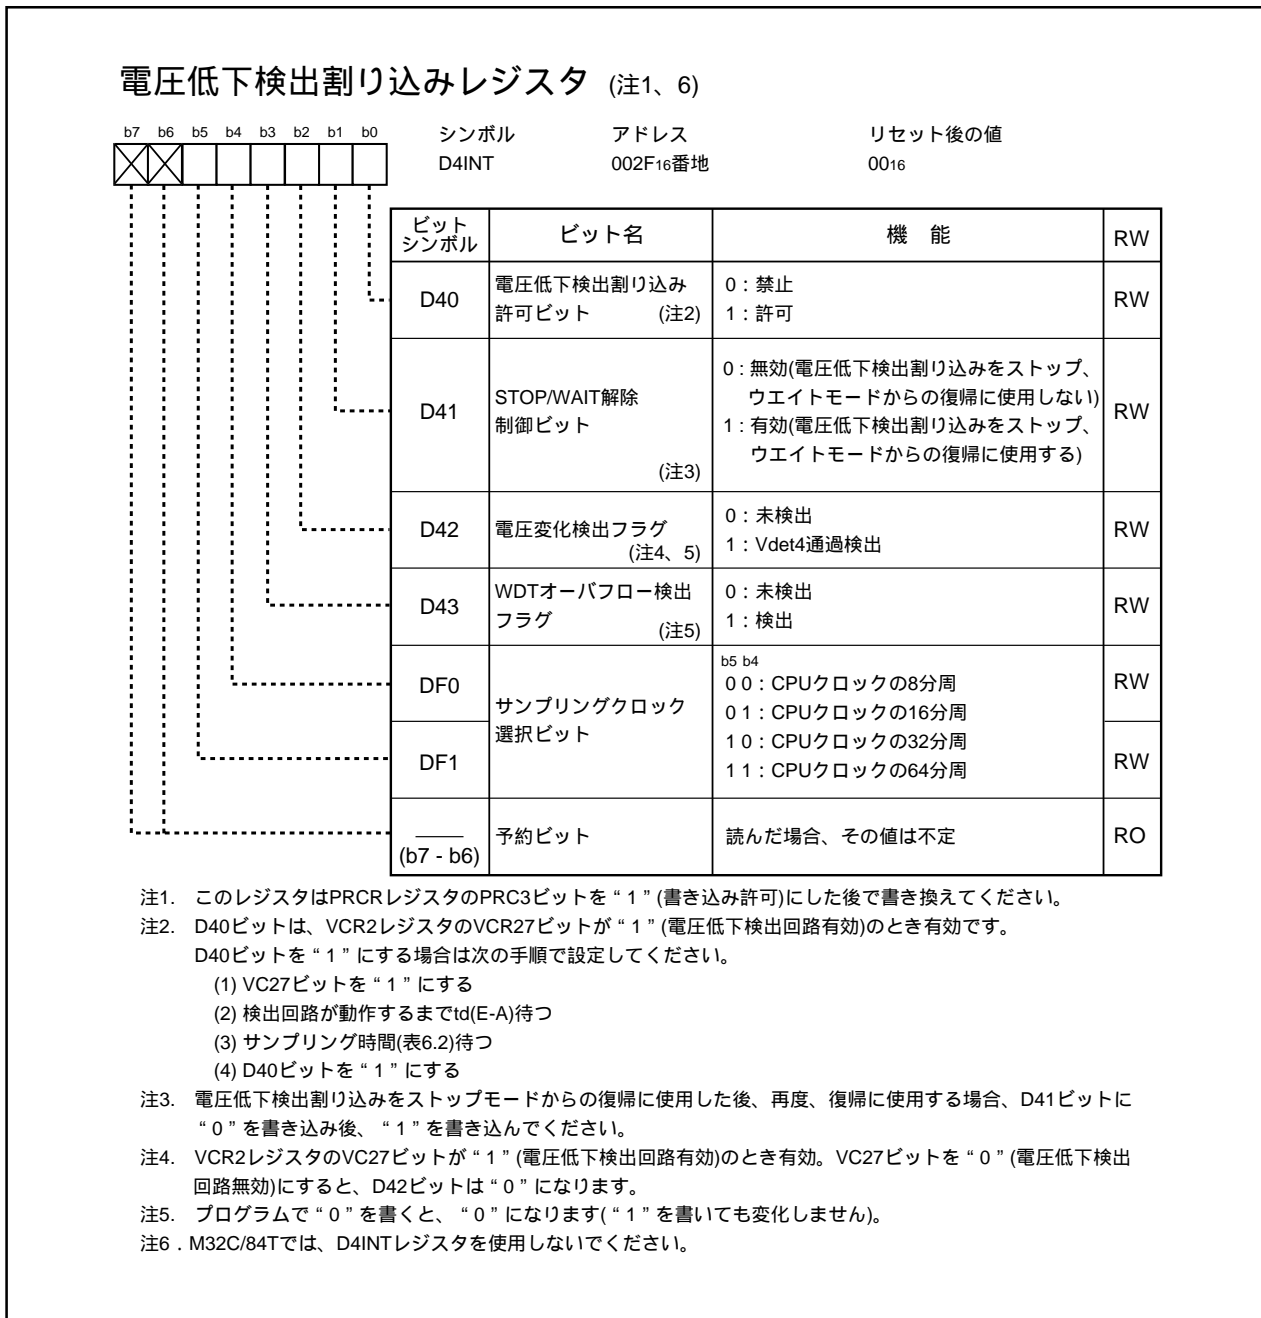 電圧低下検出割り込みレジスタ (注1、6)
b7 b6 b5 b4 b3 b2 b1 b0
シンボル アドレス リセット後の値
D4INT 002F16番地 0016
ビット
シンボル
ビット名
機 能
RW
D40
電圧低下検出割り込み
許可ビット (注2)
0：禁止
1：許可
RW
D41
STOP/WAIT解除
制御ビット
(注3)
0：無効(電圧低下検出割り込みをストップ、
ウエイトモードからの復帰に使用しない)
1：有効(電圧低下検出割り込みをストップ、
ウエイトモードからの復帰に使用する)
RW
D42
電圧変化検出フラグ
(注4、5)
0：未検出
1：Vdet4通過検出
RW
D43
WDTオーバフロー検出
フラグ (注5)
0：未検出
1：検出
RW
DF0
サンプリングクロック
選択ビット
b5 b4
0 0：CPUクロックの8分周
0 1：CPUクロックの16分周
1 0：CPUクロックの32分周
1 1：CPUクロックの64分周
RW
DF1
RW
(b7 - b6)
予約ビット
読んだ場合、その値は不定
RO
注1. このレジスタはPRCRレジスタのPRC3ビットを“1”(書き込み許可)にした後で書き換えてください。
注2. D40ビットは、VCR2レジスタのVCR27ビットが“1”(電圧低下検出回路有効)のとき有効です。
D40ビットを“1”にする場合は次の手順で設定してください。
(1) VC27ビットを“1”にする
(2) 検出回路が動作するまでtd(E-A)待つ
(3) サンプリング時間(表6.2)待つ
(4) D40ビットを“1”にする
注3. 電圧低下検出割り込みをストップモードからの復帰に使用した後、再度、復帰に使用する場合、D41ビットに
“0”を書き込み後、“1”を書き込んでください。
注4. VCR2レジスタのVC27ビットが“1”(電圧低下検出回路有効)のとき有効。VC27ビットを“0”(電圧低下検出
回路無効)にすると、D42ビットは“0”になります。
注5. プログラムで“0”を書くと、“0”になります(“1”を書いても変化しません)。
注6．M32C/84Tでは、D4INTレジスタを使用しないでください。